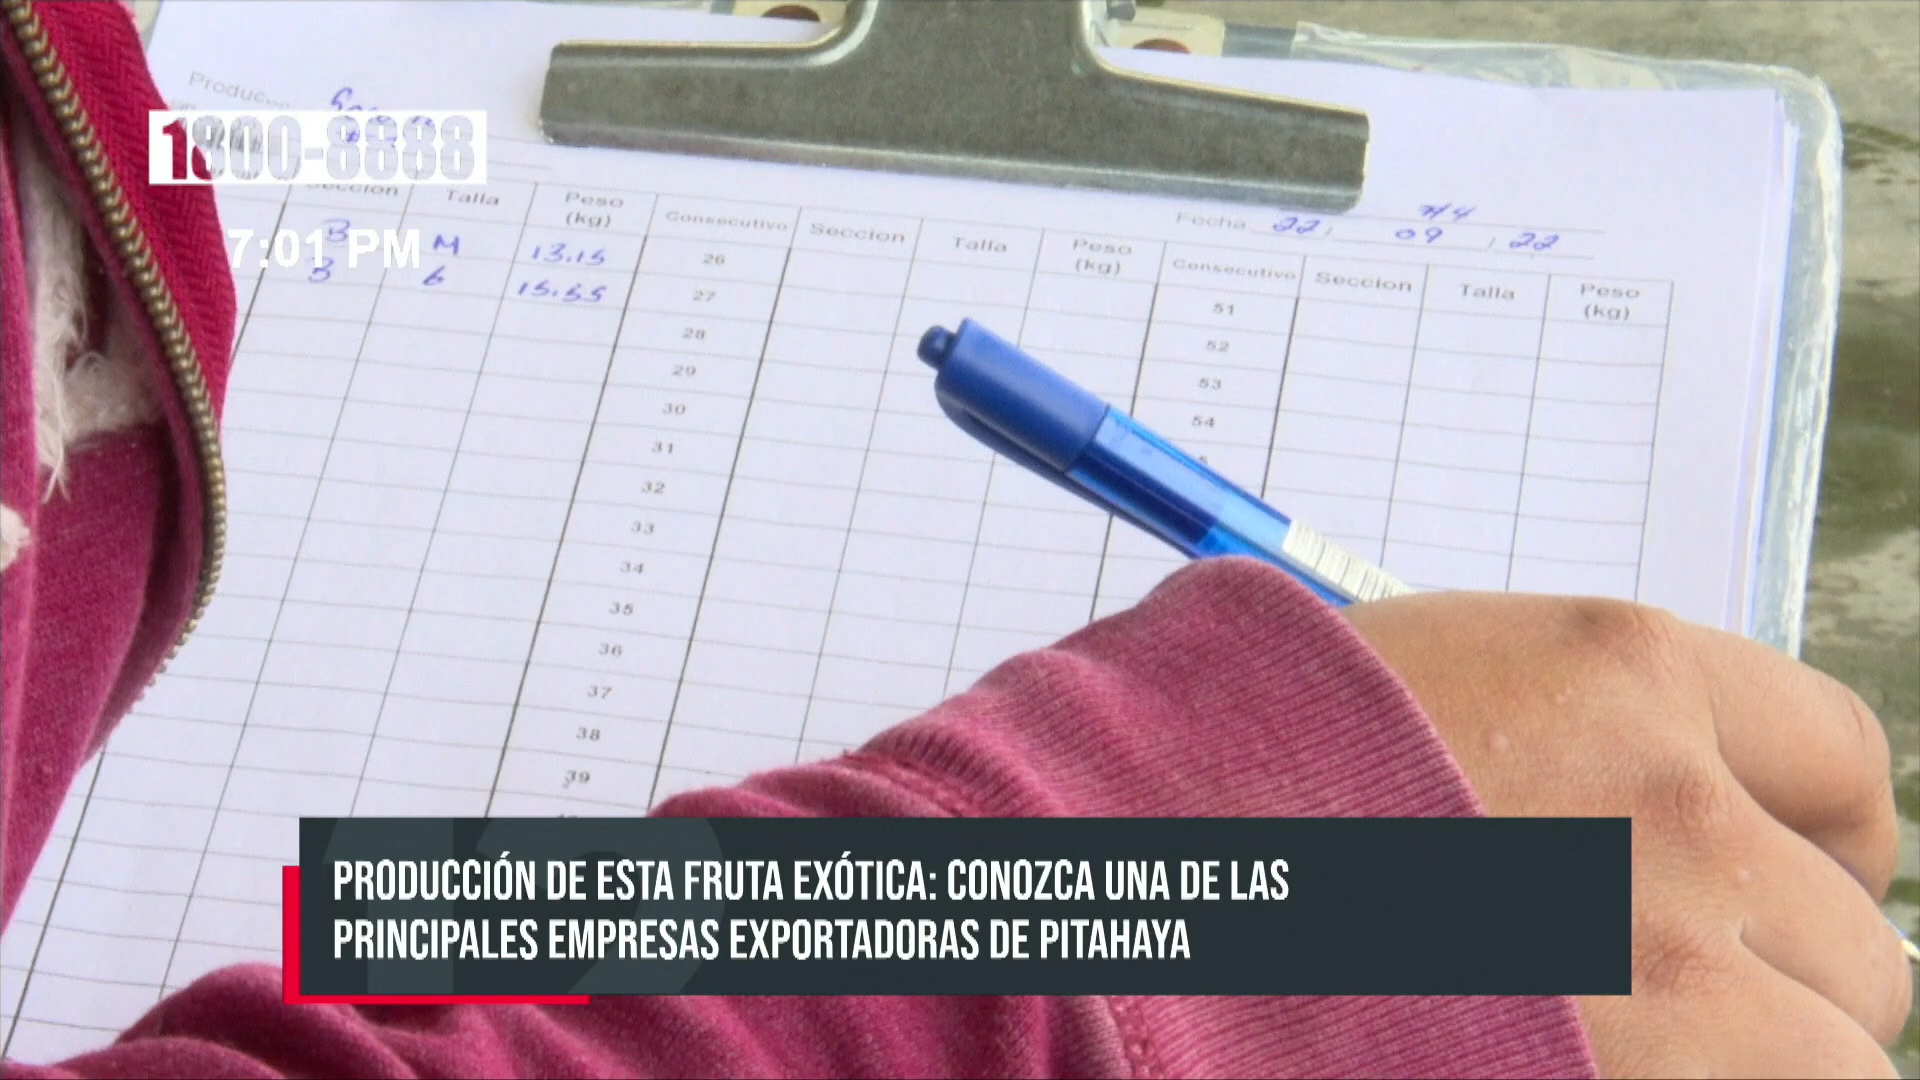 1800-8888
7:01 PM
Fecha 22 / 09 / 22
Seccion Talla Peso (kg) Consecutivo Seccion Talla Peso (kg) Consecutivo Seccion Talla Peso (kg)
B M 13.15 26 51
B 15.55 27 52
28 53
29 54
30
31
32
33
34
35
36
37
38
39
PRODUCCIÓN DE ESTA FRUTA EXÓTICA: CONOZCA UNA DE LAS
PRINCIPALES EMPRESAS EXPORTADORAS DE PITAHAYA